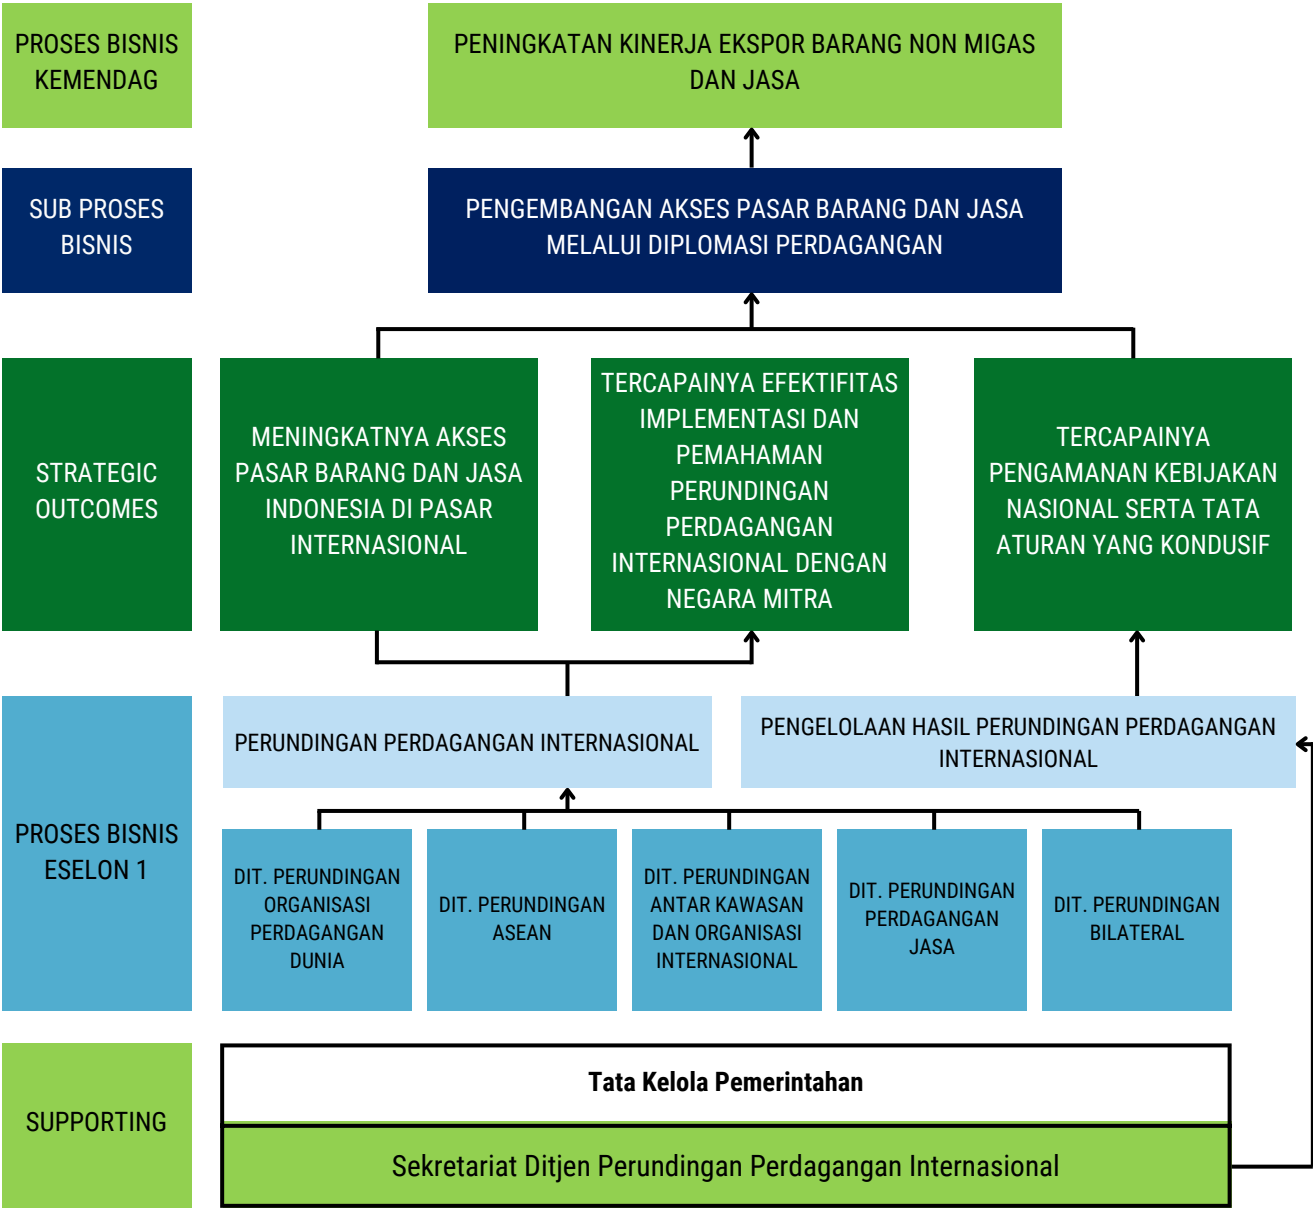 PROSES BISNIS
KEMENDAG
PENINGKATAN KINERJA EKSPOR BARANG NON MIGAS
DAN JASA
SUB PROSES
BISNIS
PENGEMBANGAN AKSES PASAR BARANG DAN JASA
MELALUI DIPLOMASI PERDAGANGAN
STRATEGIC
OUTCOMES
MENINGKATNYA AKSES
PASAR BARANG DAN JASA
INDONESIA DI PASAR
INTERNASIONAL
TERCAPAINYA EFEKTIFITAS
IMPLEMENTASI DAN
PEMAHAMAN
PERUNDINGAN
PERDAGANGAN
INTERNASIONAL DENGAN
NEGARA MITRA
TERCAPAINYA
PENGAMANAN KEBIJAKAN
NASIONAL SERTA TATA
ATURAN YANG KONDUSIF
PROSES BISNIS
ESELON 1
PERUNDINGAN PERDAGANGAN INTERNASIONAL
PENGELOLAAN HASIL PERUNDINGAN PERDAGANGAN
INTERNASIONAL
DIT. PERUNDINGAN
ORGANISASI
PERDAGANGAN
DUNIA
DIT. PERUNDINGAN
ASEAN
DIT. PERUNDINGAN
ANTAR KAWASAN
DAN ORGANISASI
INTERNASIONAL
DIT. PERUNDINGAN
PERDAGANGAN
JASA
DIT. PERUNDINGAN
BILATERAL
SUPPORTING
Tata Kelola Pemerintahan
Sekretariat Ditjen Perundingan Perdagangan Internasional